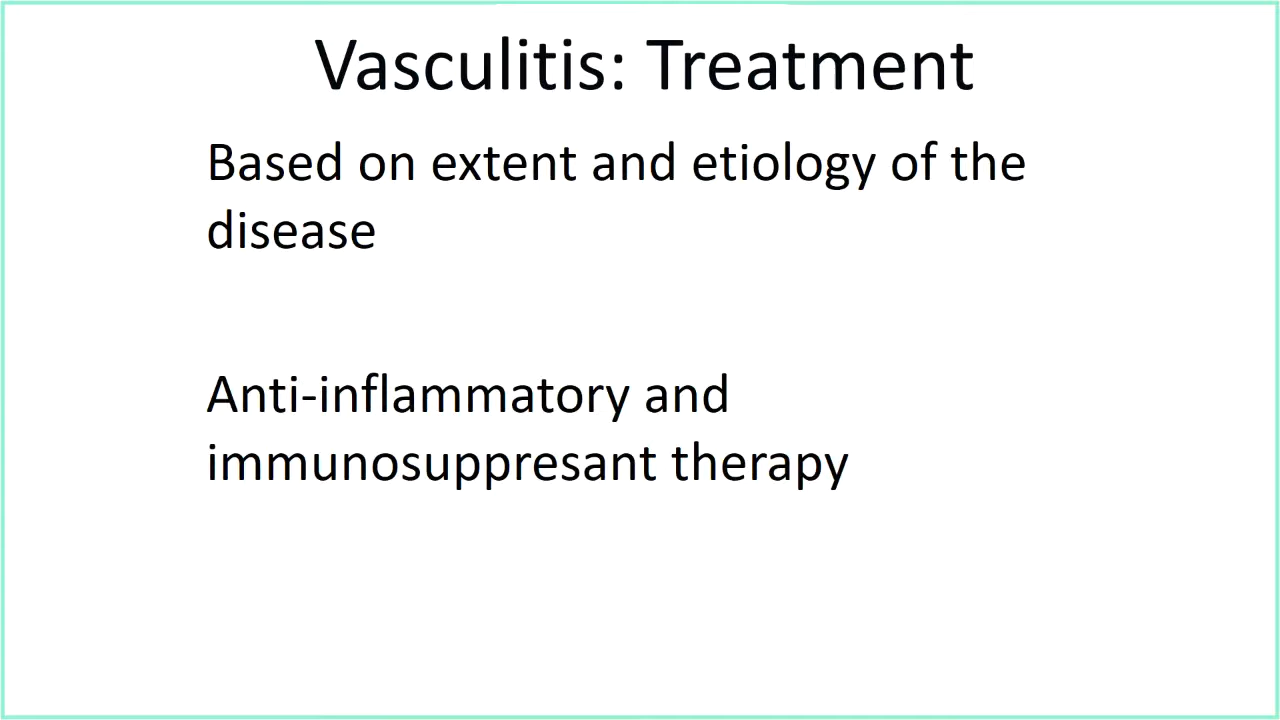 Vasculitis: Treatment
Based on extent and etiology of the
disease
Anti-inflammatory and
immunosuppresant therapy